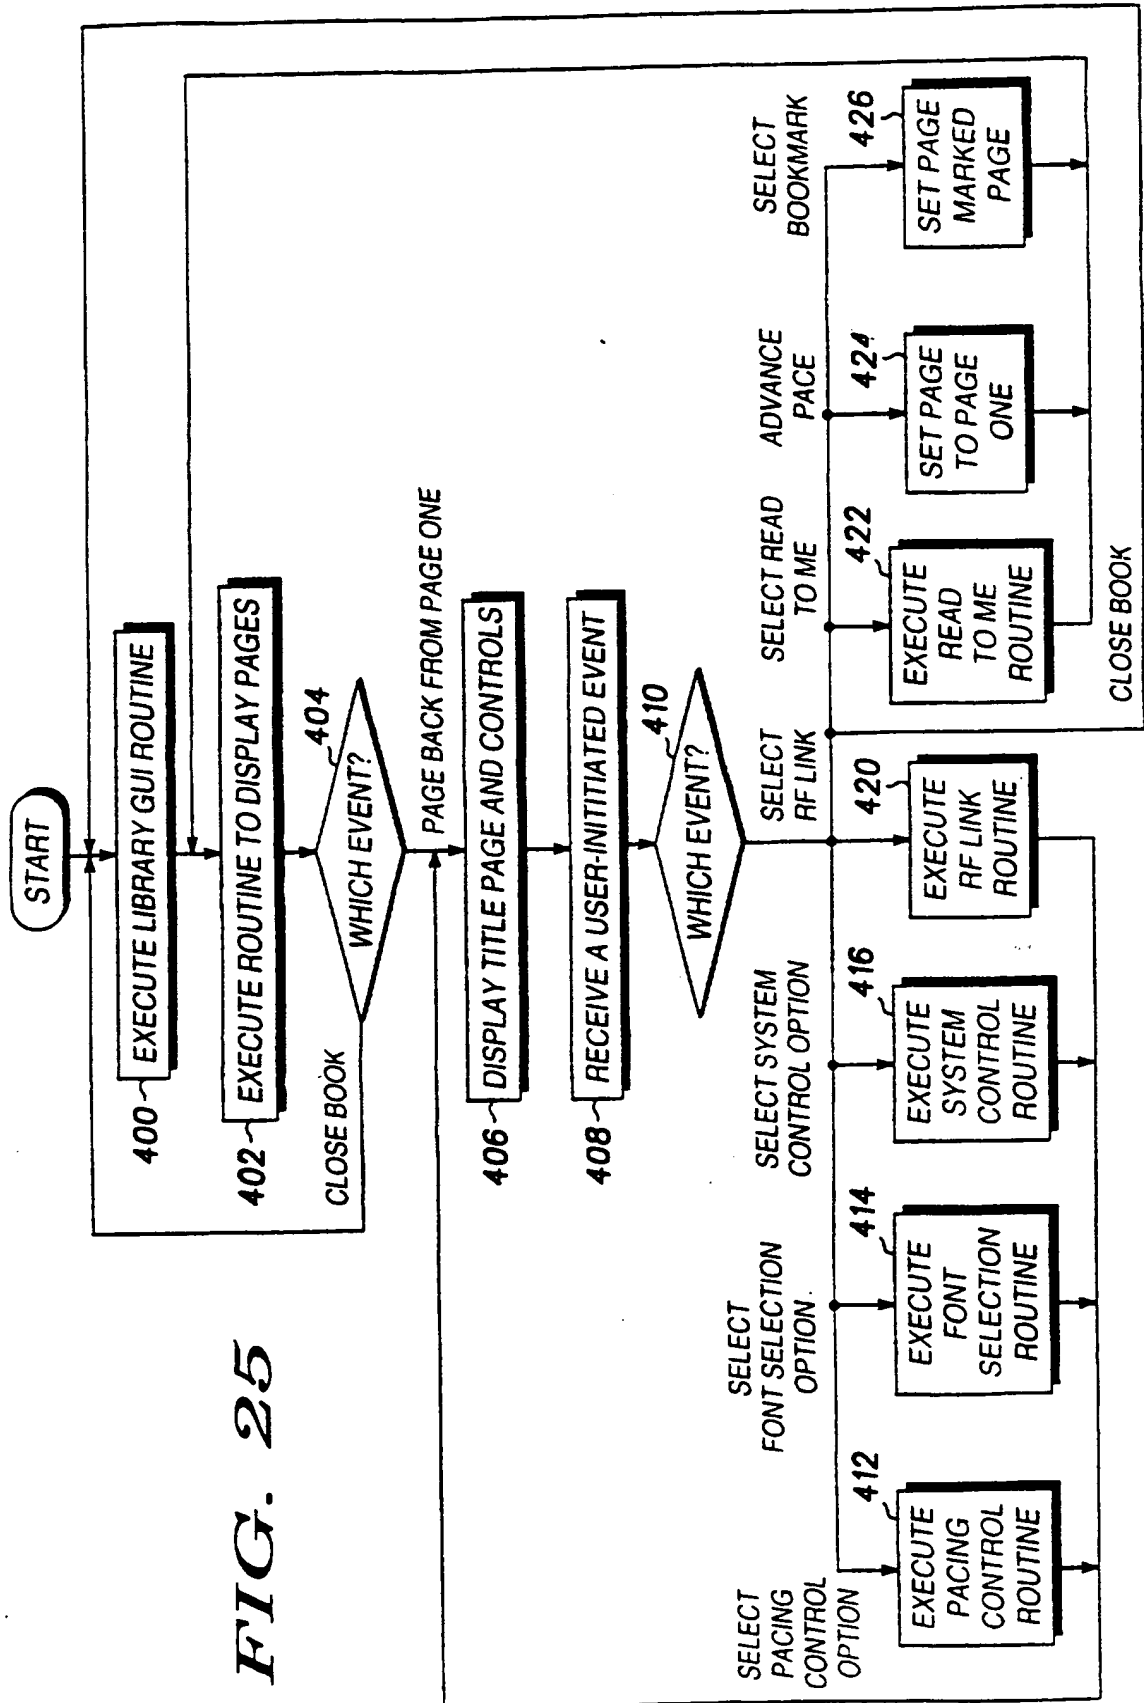 FIG. 25
START
400
EXECUTE LIBRARY GUI ROUTINE
402
EXECUTE ROUTINE TO DISPLAY PAGES
404
WHICH EVENT?
CLOSE BOOK
PAGE BACK FROM PAGE ONE
406
DISPLAY TITLE PAGE AND CONTROLS
408
RECEIVE A USER-INITITIATED EVENT
410
WHICH EVENT?
SELECT
PACING
CONTROL
OPTION
412
EXECUTE
PACING
CONTROL
ROUTINE
SELECT
FONT SELECTION
OPTION.
414
EXECUTE
FONT
SELECTION
ROUTINE
SELECT SYSTEM
CONTROL OPTION
416
EXECUTE
SYSTEM
CONTROL
ROUTINE
SELECT
RF LINK
420
EXECUTE
RF LINK
ROUTINE
SELECT READ
TO ME
422
EXECUTE
READ
TO ME
ROUTINE
ADVANCE
PACE
424
SET PAGE
TO PAGE
ONE
SELECT
BOOKMARK
426
SET PAGE
MARKED
PAGE
CLOSE BOOK